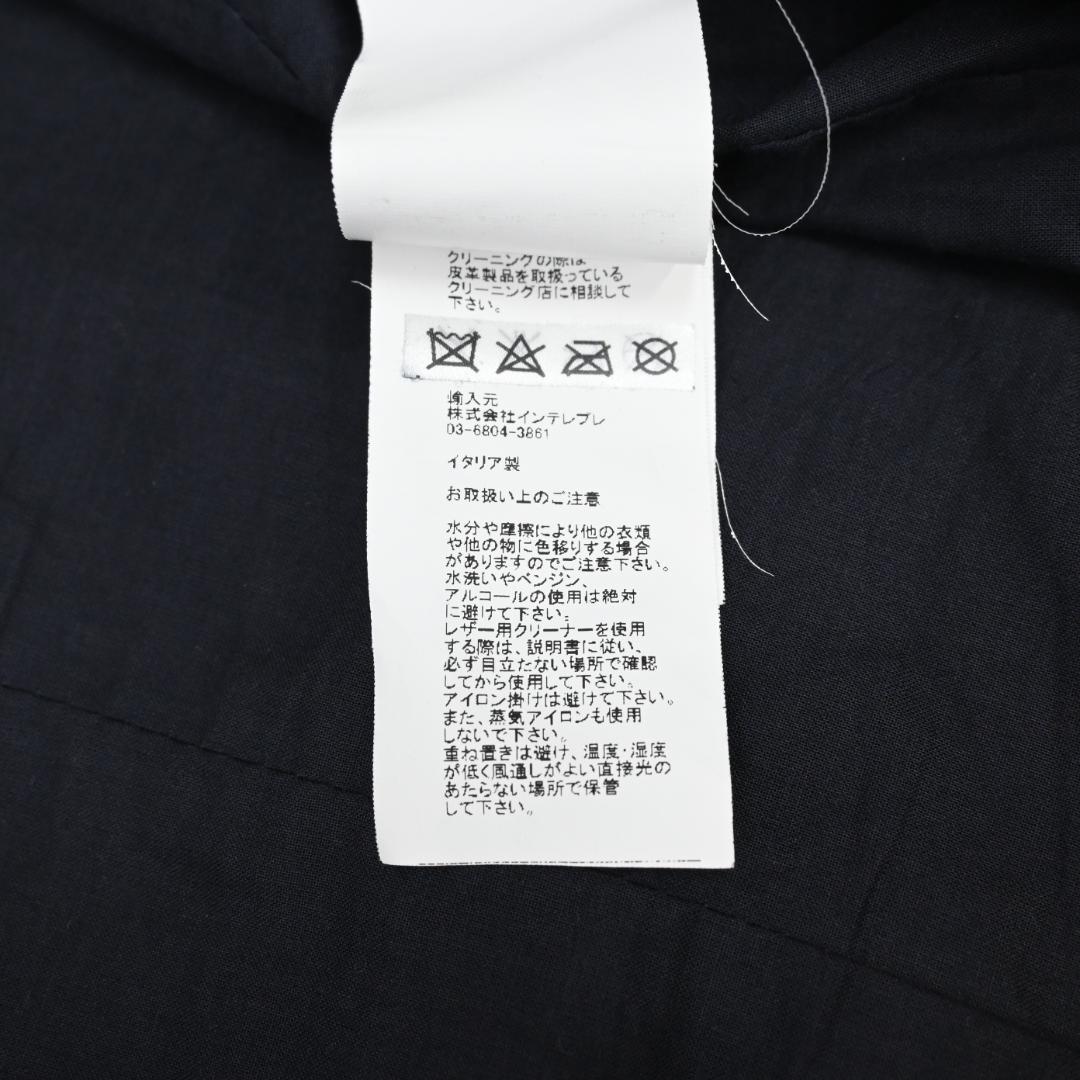 クリーニングの際は
皮革製品を取扱っている
クリーニング店に相談して
下さい。
輸入元
株式会社インテレプレ
03-6804-3861
イタリア製
お取扱い上のご注意
水分や摩擦により他の衣類
や他の物に色移りする場合
がありますのでご注意下さい。
水洗いやベンジン、
アルコールの使用は絶対
に避けて下さい。
レザー用クリーナーを使用
する際は、説明書に従い、
必ず目立たない場所で確認
してから使用して下さい。
アイロン掛けは避けて下さい。
また、蒸気アイロンも使用
しないで下さい。
重ね置きは避け、温度・湿度
が低く風通しがよい直接光の
あたらない場所で保管
して下さい。